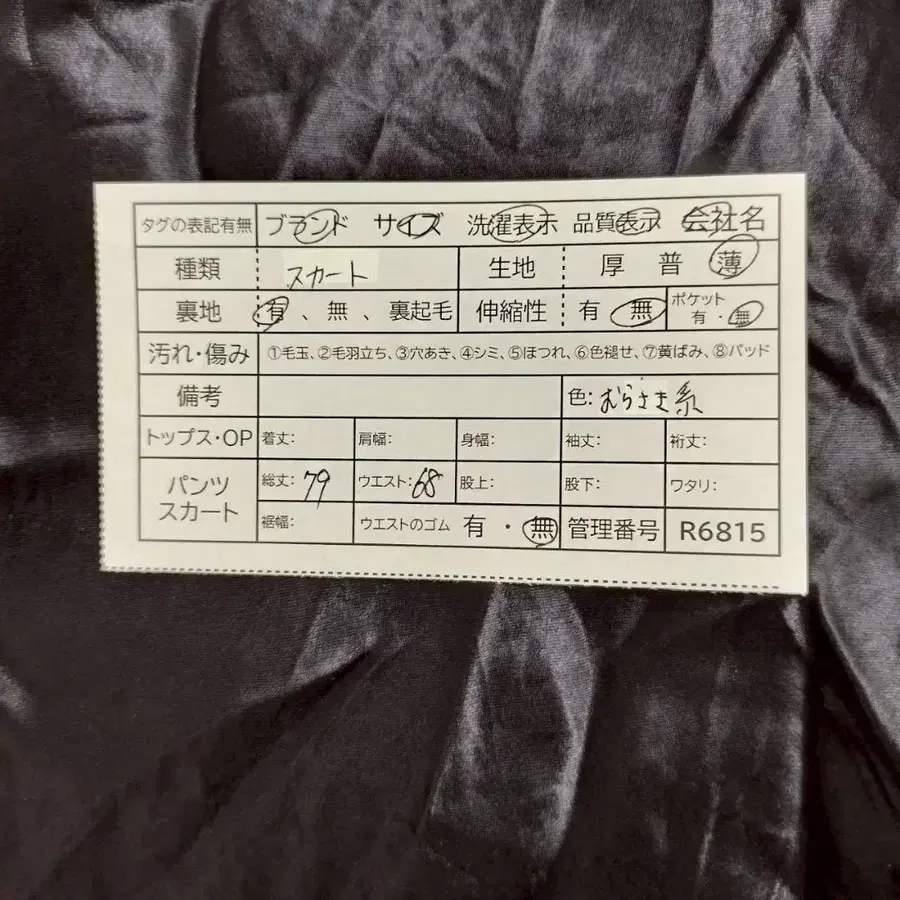 タグの表記有無 ブランド サイズ 洗濯表示 品質表示 会社名
種類 スカート 生地 厚 普 薄
裏地 有 、 無 、 裏起毛 伸縮性 有 無 ポケット 有 ・ 無
汚れ・傷み ①毛玉、②毛羽立ち、③穴あき、④シミ、⑤ほつれ、⑥色褪せ、⑦黄ばみ、⑧バッド
備考 色: むらさき系
トップス・OP 着丈: 肩幅: 身幅: 袖丈: 裄丈:
パンツ スカート 総丈: 79 ウエスト: 68 股上: 股下: ワタリ:
裾幅: ウエストのゴム 有 ・ 無 管理番号 R6815